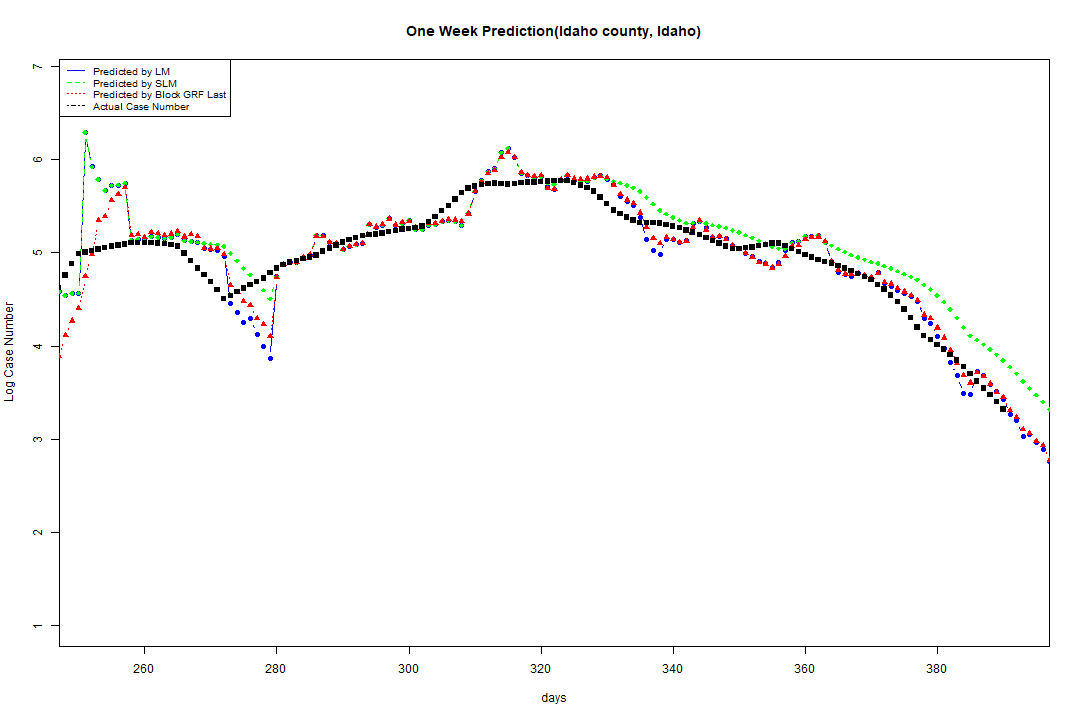 One Week Prediction(Idaho county, Idaho)
Predicted by LM
Predicted by SLM
Predicted by Block GRF Last
Actual Case Number
7
6
5
4
3
2
1
Log Case Number
260 280 300 320 340 360 380
days